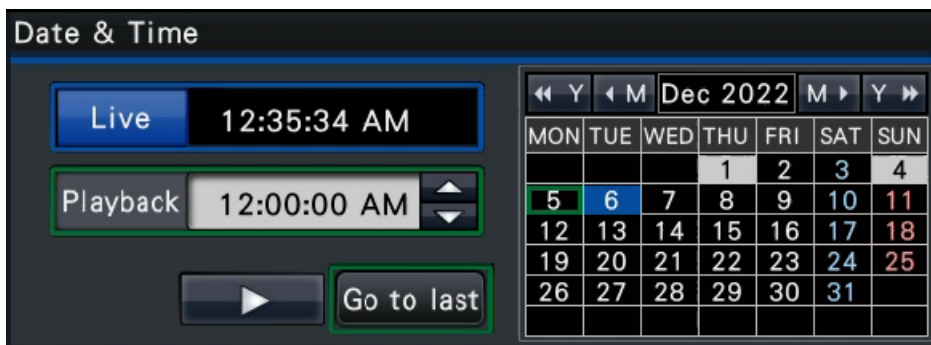 Date & Time
Live 12:35:34 AM
Playback 12:00:00 AM
Go to last
Y M Dec 2022 M Y
MON TUE WED THU FRI SAT SUN
1 2 3 4
5 6 7 8 9 10 11
12 13 14 15 16 17 18
19 20 21 22 23 24 25
26 27 28 29 30 31